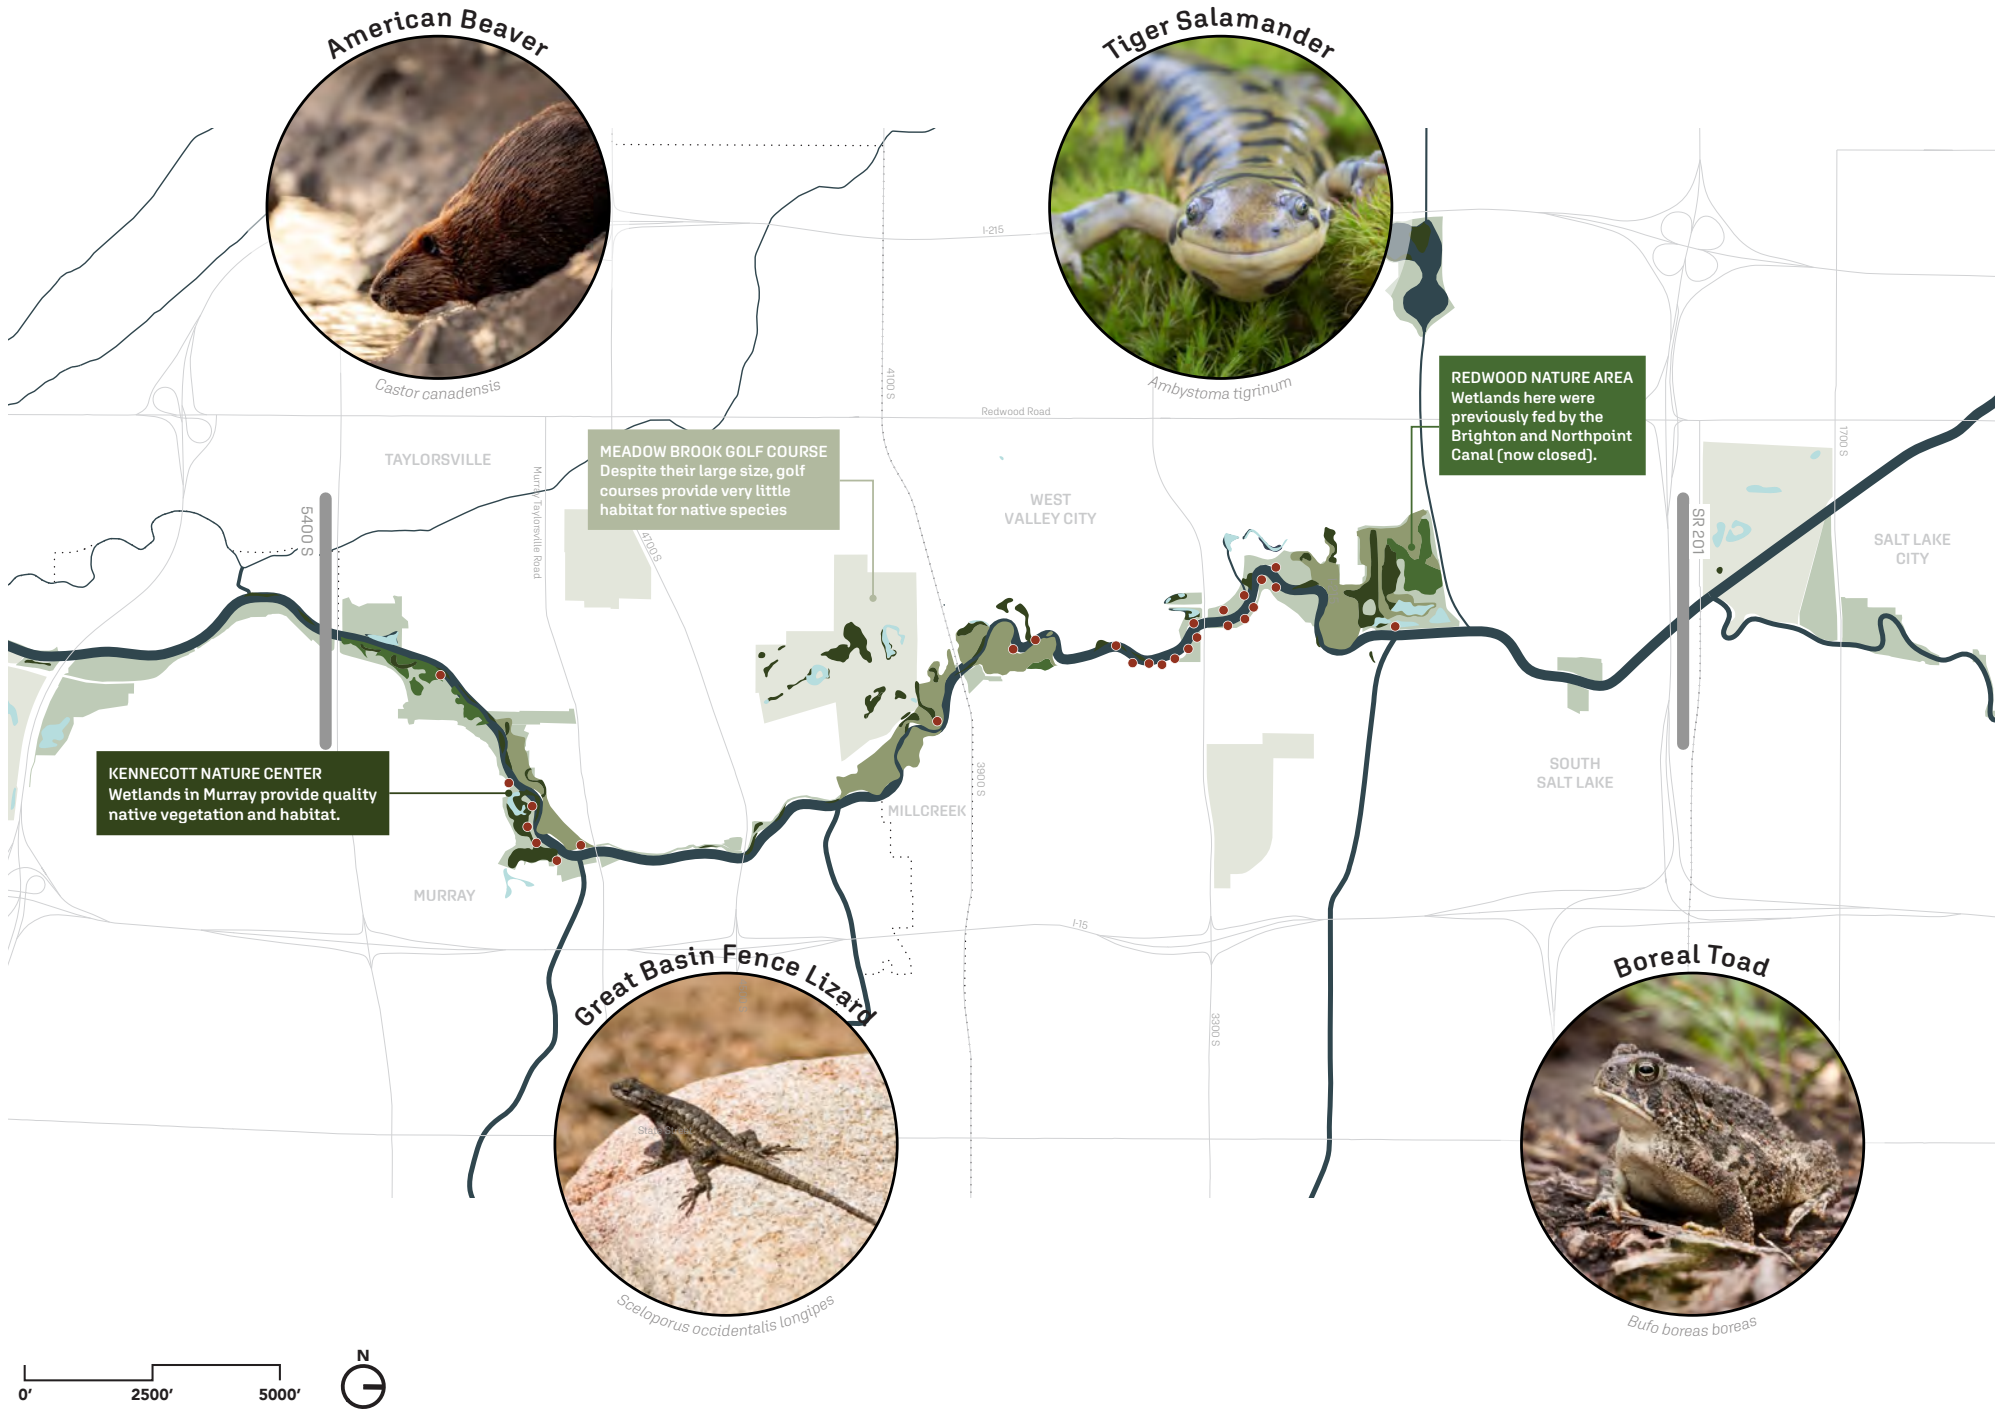 American Beaver
Tiger Salamander
I-215
Castor canadensis
Ambystoma tigrinum
4100 S
Redwood Road
REDWOOD NATURE AREA
Wetlands here were
previously fed by the
Brighton and Northpoint
Canal (now closed).
1700 S
TAYLORSVILLE
MEADOW BROOK GOLF COURSE
Despite their large size, golf
courses provide very little
habitat for native species
Murray Taylorsville Road
4700 S
5400 S
WEST
VALLEY CITY
SR 201
SALT LAKE
CITY
KENNECOTT NATURE CENTER
Wetlands in Murray provide quality
native vegetation and habitat.
3900 S
MILLCREEK
SOUTH
SALT LAKE
MURRAY
I-15
Great Basin Fence Lizard
Boreal Toad
3300 S
Sceloporus occidentalis longipes
Bufo boreas boreas
N
0' 2500' 5000'